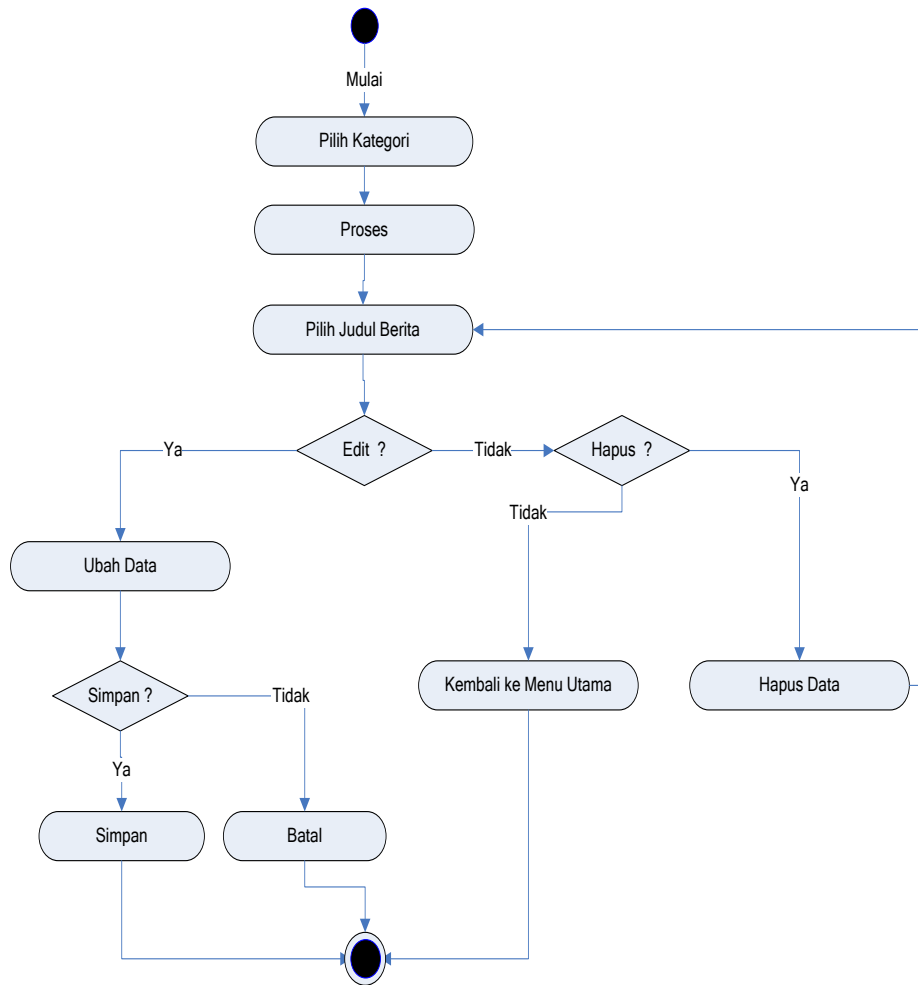 Mulai
Pilih Kategori
Proses
Pilih Judul Berita
Edit ?
Ya
Tidak
Hapus ?
Ya
Tidak
Ubah Data
Simpan ?
Tidak
Kembali ke Menu Utama
Hapus Data
Ya
Simpan
Batal